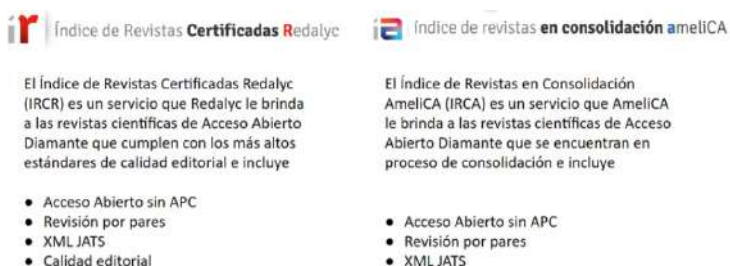 ir Índice de Revistas Certificadas Redalyc
El Índice de Revistas Certificadas Redalyc
(IRCR) es un servicio que Redalyc le brinda
a las revistas científicas de Acceso Abierto
Diamante que cumplen con los más altos
estándares de calidad editorial e incluye
● Acceso Abierto sin APC
● Revisión por pares
● XML JATS
● Calidad editorial
ia Índice de revistas en consolidación ameliCA
El Índice de Revistas en Consolidación
AmeliCA (IRCA) es un servicio que AmeliCA
le brinda a las revistas científicas de Acceso
Abierto Diamante que se encuentran en
proceso de consolidación e incluye
● Acceso Abierto sin APC
● Revisión por pares
● XML JATS